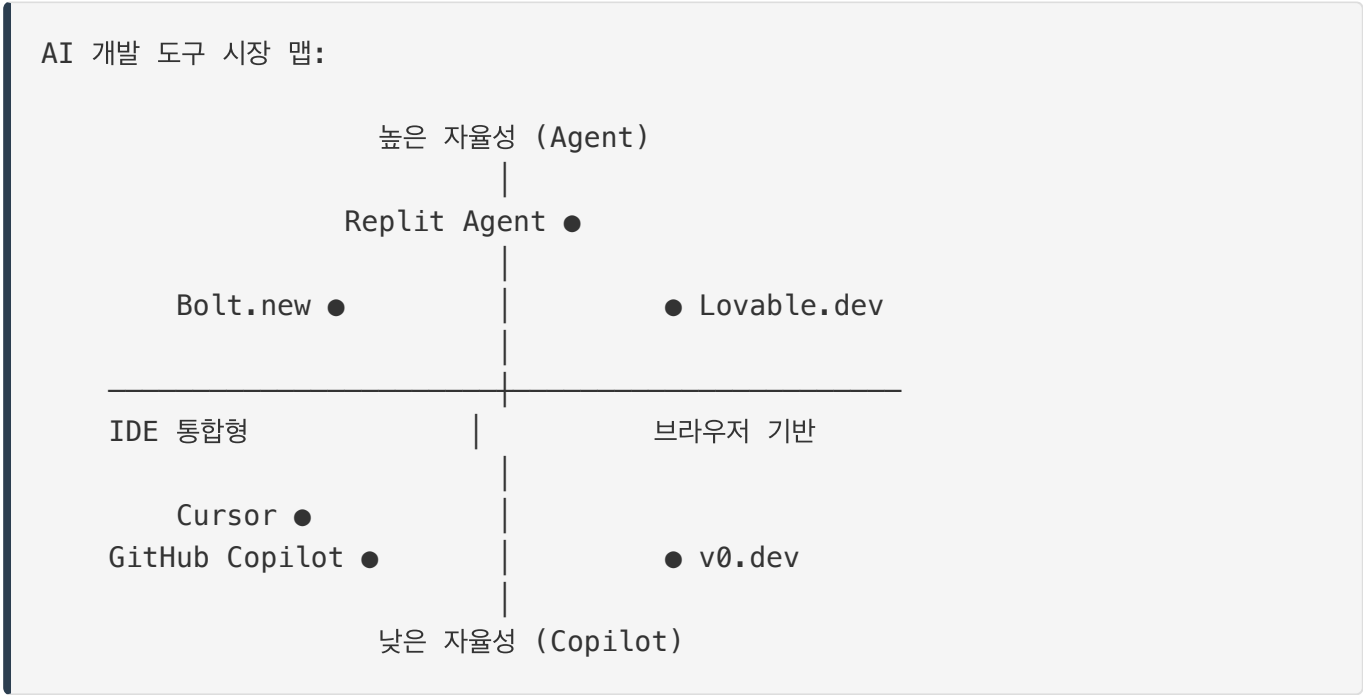 AI 개발 도구 시장 맵:
높은 자율성 (Agent)
Replit Agent ●
Bolt.new ● ● Lovable.dev
IDE 통합형 브라우저 기반
Cursor ●
GitHub Copilot ● ● v0.dev
낮은 자율성 (Copilot)